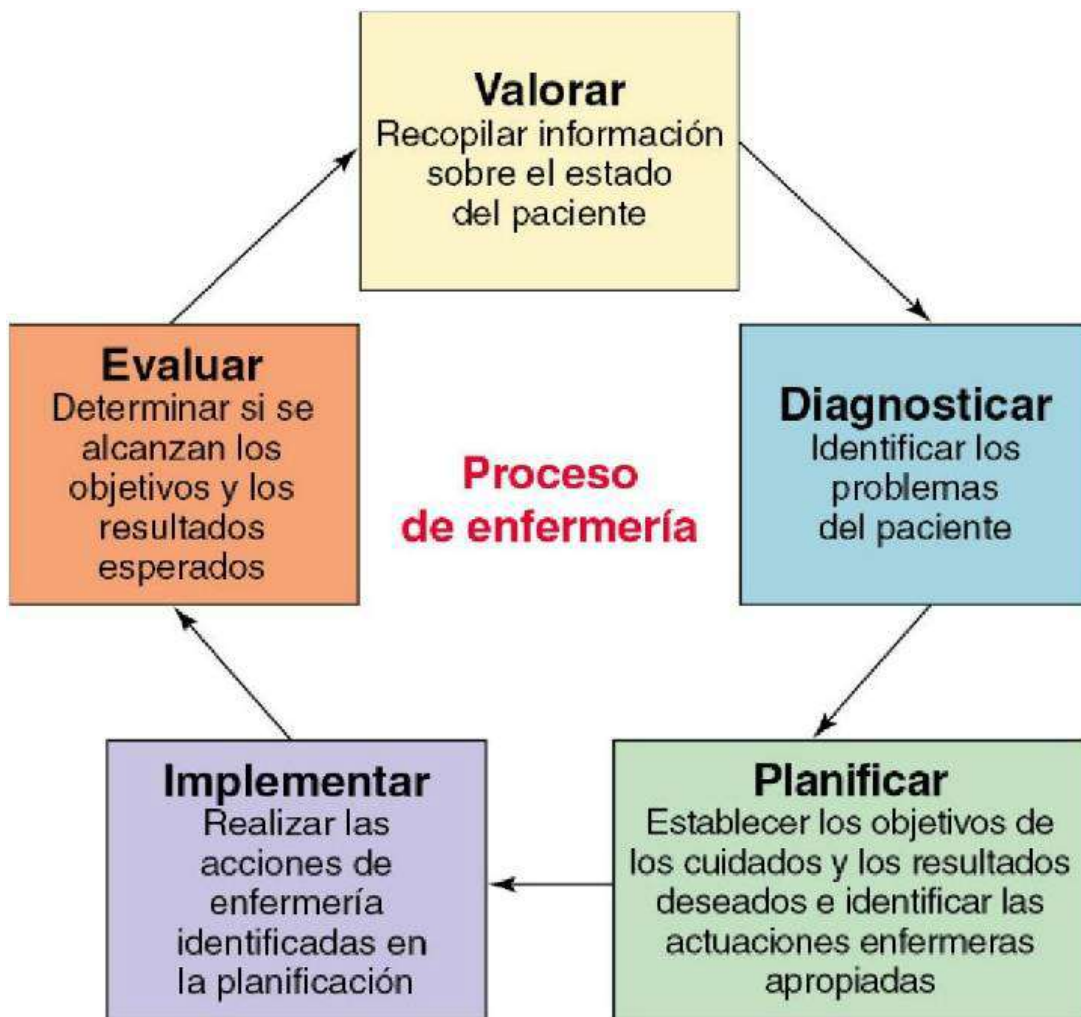 Valorar
Recopilar información
sobre el estado
del paciente
Diagnosticar
Identificar los
problemas
del paciente
Planificar
Establecer los objetivos de
los cuidados y los resultados
deseados e identificar las
actuaciones enfermeras
apropiadas
Implementar
Realizar las
acciones de
enfermería
identificadas en
la planificación
Evaluar
Determinar si se
alcanzan los
objetivos y los
resultados
esperados
Proceso
de enfermería